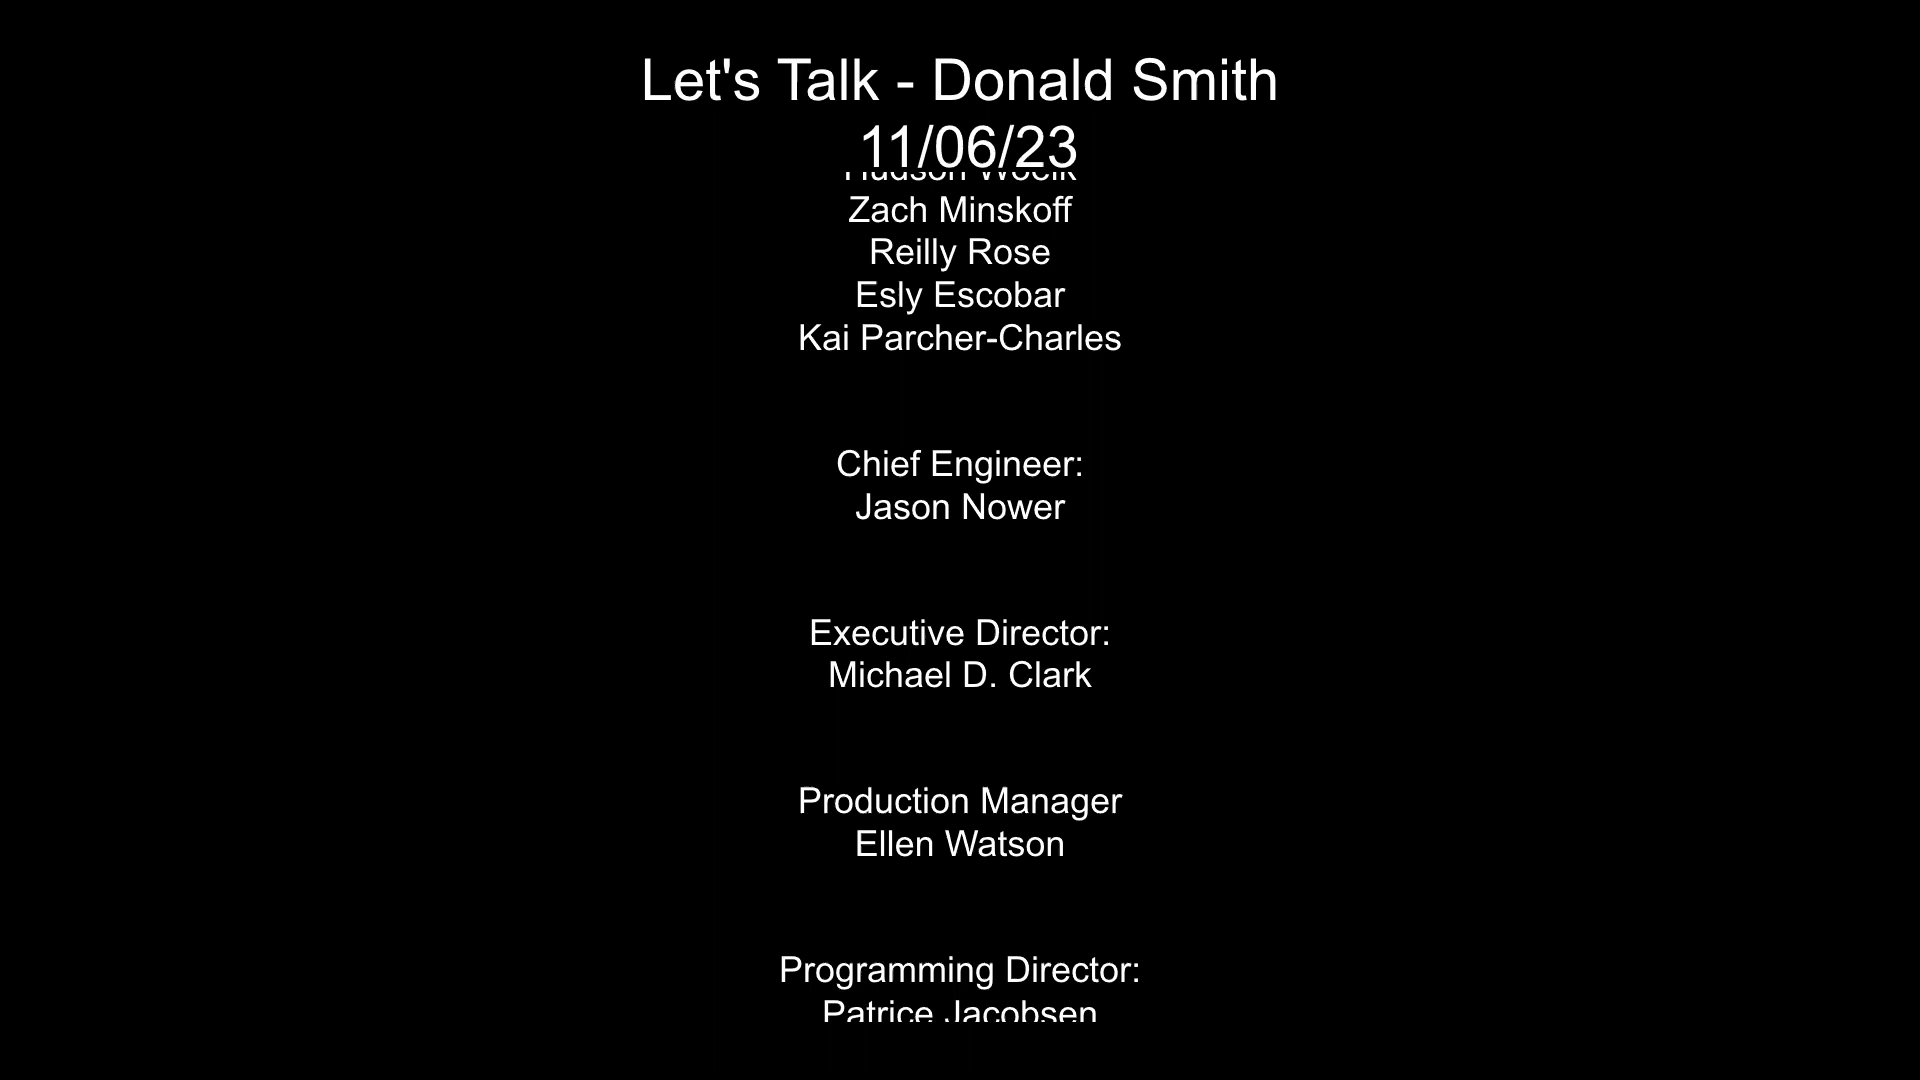 Let's Talk - Donald Smith
11/06/23
Hudson
Zach Minskoff
Reilly Rose
Esly Escobar
Kai Parcher-Charles
Chief Engineer:
Jason Nower
Executive Director:
Michael D. Clark
Production Manager
Ellen Watson
Programming Director:
Patrice Jacobsen